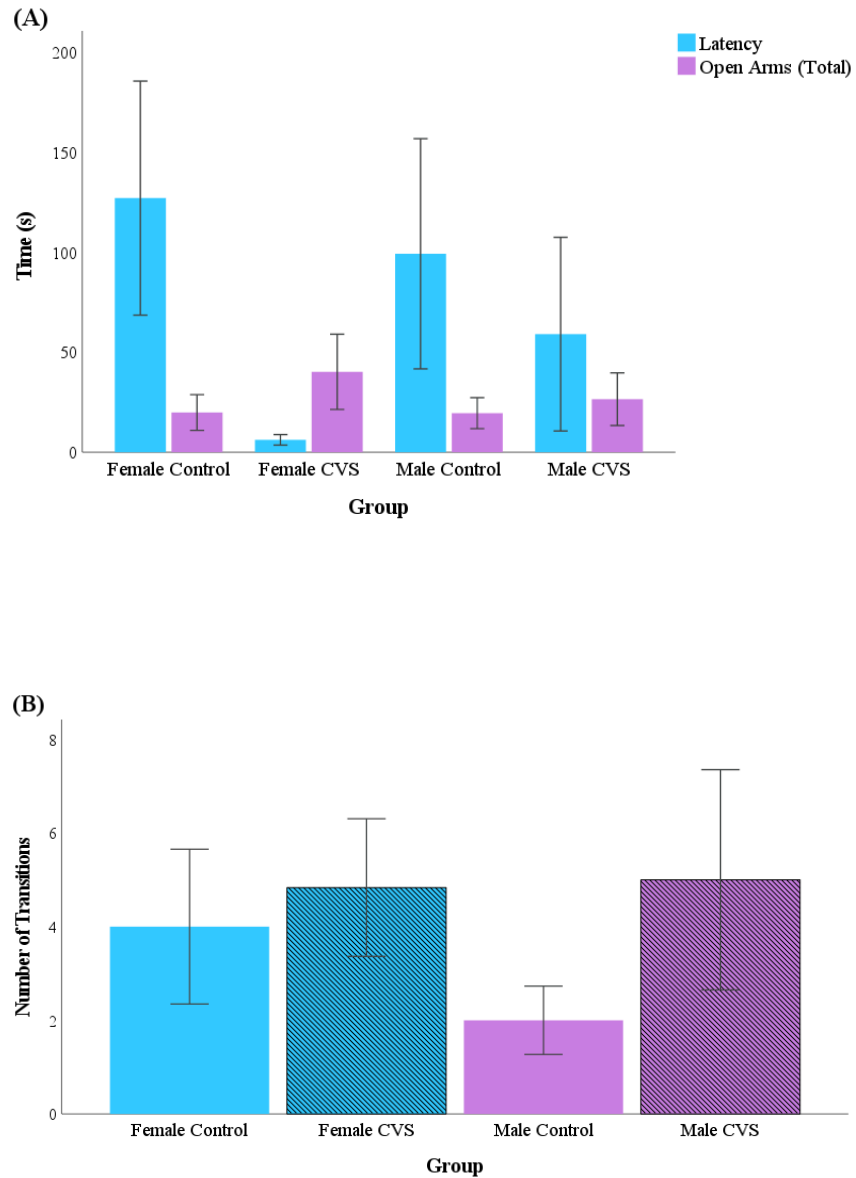 (A)
Latency
Open Arms (Total)
200
150
100
50
0
Time (s)
Female Control Female CVS Male Control Male CVS
Group
(B)
8
6
4
2
0
Number of Transitions
Female Control Female CVS Male Control Male CVS
Group